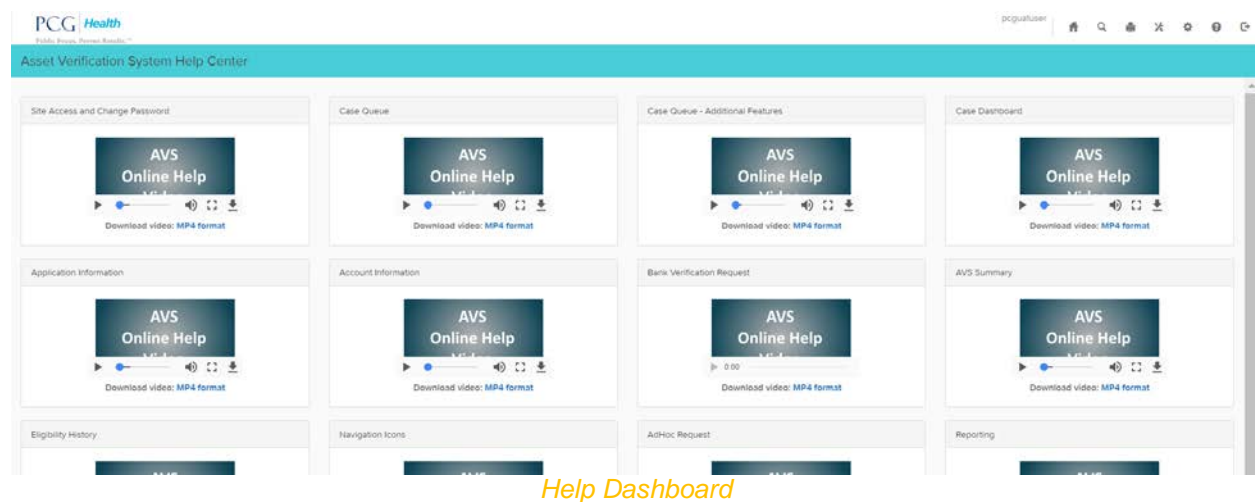 PCG Health
Public Focus. Proven Results.™
pcguatuser
Asset Verification System Help Center
Site Access and Change Password
Case Queue
Case Queue - Additional Features
Case Dashboard
AVS
Online Help
Download video: MP4 format
AVS
Online Help
Download video: MP4 format
AVS
Online Help
Download video: MP4 format
AVS
Online Help
Download video: MP4 format
Application Information
Account Information
Bank Verification Request
AVS Summary
AVS
Online Help
Download video: MP4 format
AVS
Online Help
Download video: MP4 format
AVS
Online Help
0:00
Download video: MP4 format
AVS
Online Help
Download video: MP4 format
Eligibility History
Navigation Icons
AdHoc Request
Reporting
Help Dashboard